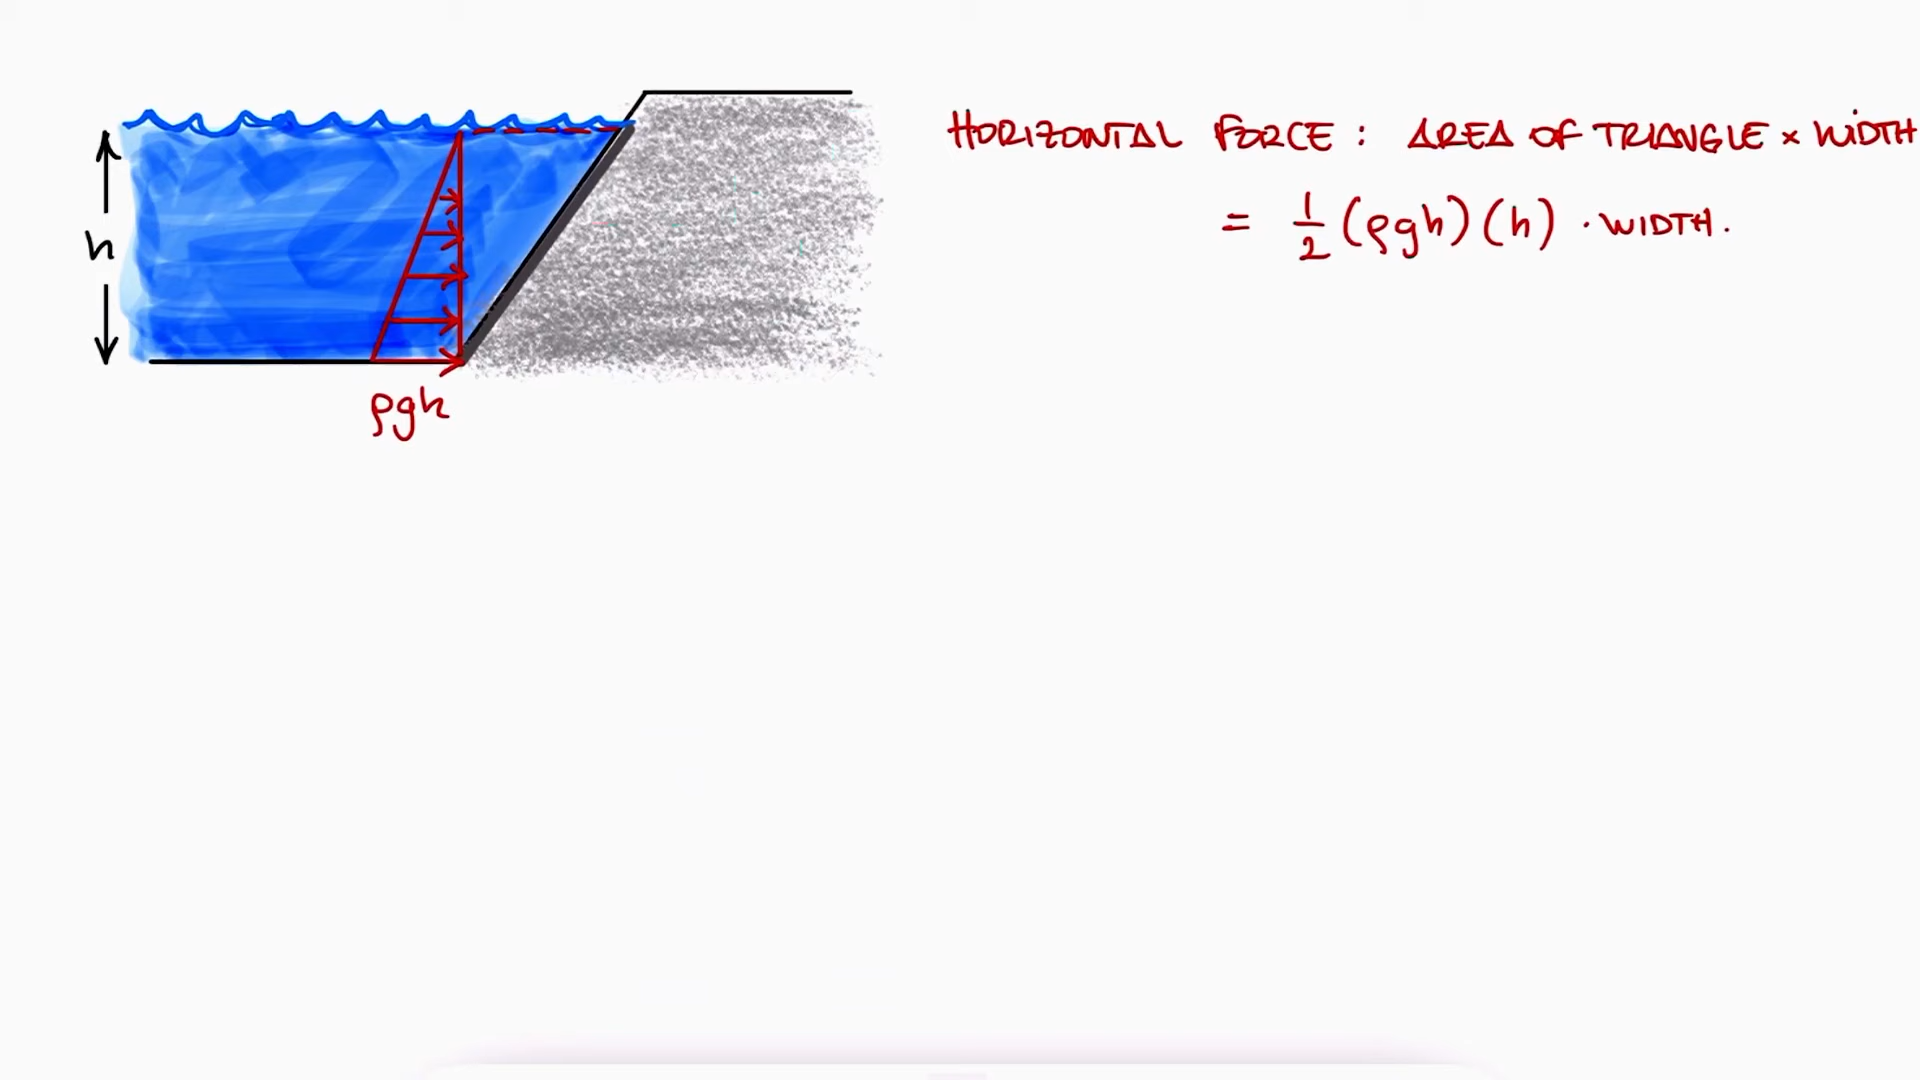 HORIZONTAL FORCE : AREA OF TRIANGLE × WIDTH
= 1/2 (ρgh)(h) · WIDTH.
h
ρgh